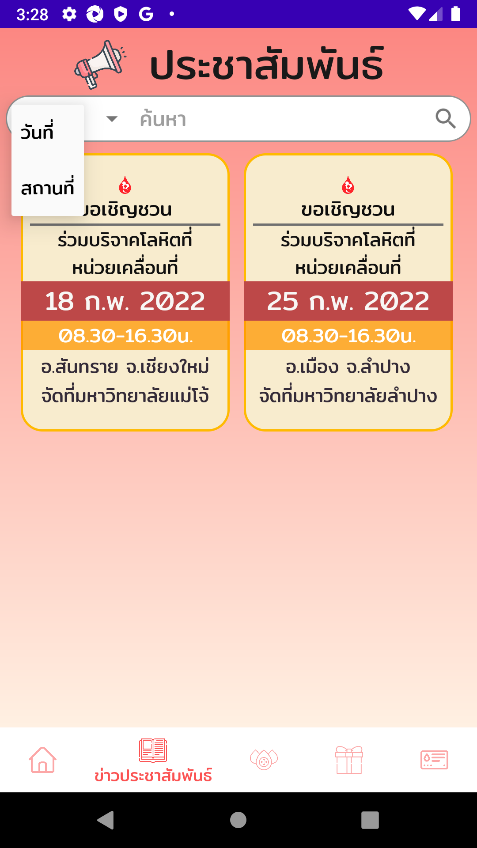 3:28
ประชาสัมพันธ์
ค้นหา
วันที่
สถานที่
ขอเชิญชวน
ร่วมบริจาคโลหิตที่
หน่วยเคลื่อนที่
18 ก.พ. 2022
08.30-16.30น.
อ.สันทราย จ.เชียงใหม่
จัดที่มหาวิทยาลัยแม่โจ้
ขอเชิญชวน
ร่วมบริจาคโลหิตที่
หน่วยเคลื่อนที่
25 ก.พ. 2022
08.30-16.30น.
อ.เมือง จ.ลำปาง
จัดที่มหาวิทยาลัยลำปาง
ข่าวประชาสัมพันธ์